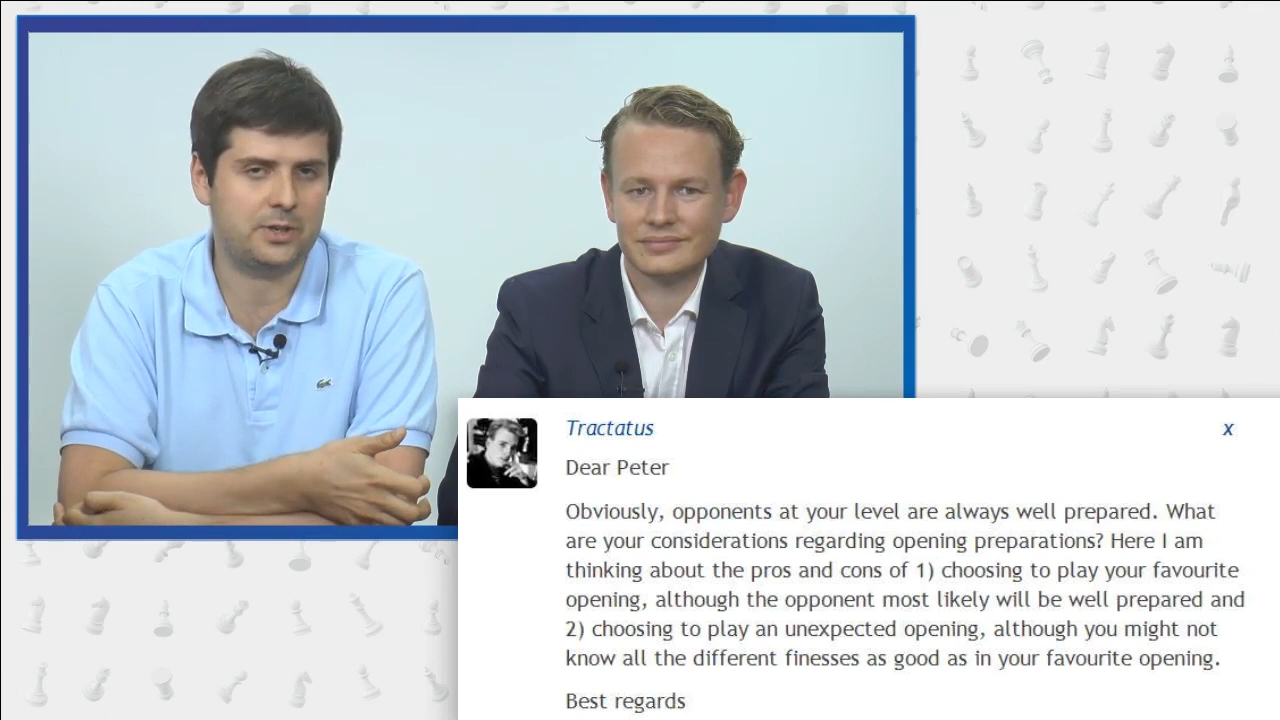 Tractatus
x
Dear Peter
Obviously, opponents at your level are always well prepared. What
are your considerations regarding opening preparations? Here I am
thinking about the pros and cons of 1) choosing to play your favourite
opening, although the opponent most likely will be well prepared and
2) choosing to play an unexpected opening, although you might not
know all the different finesses as good as in your favourite opening.
Best regards